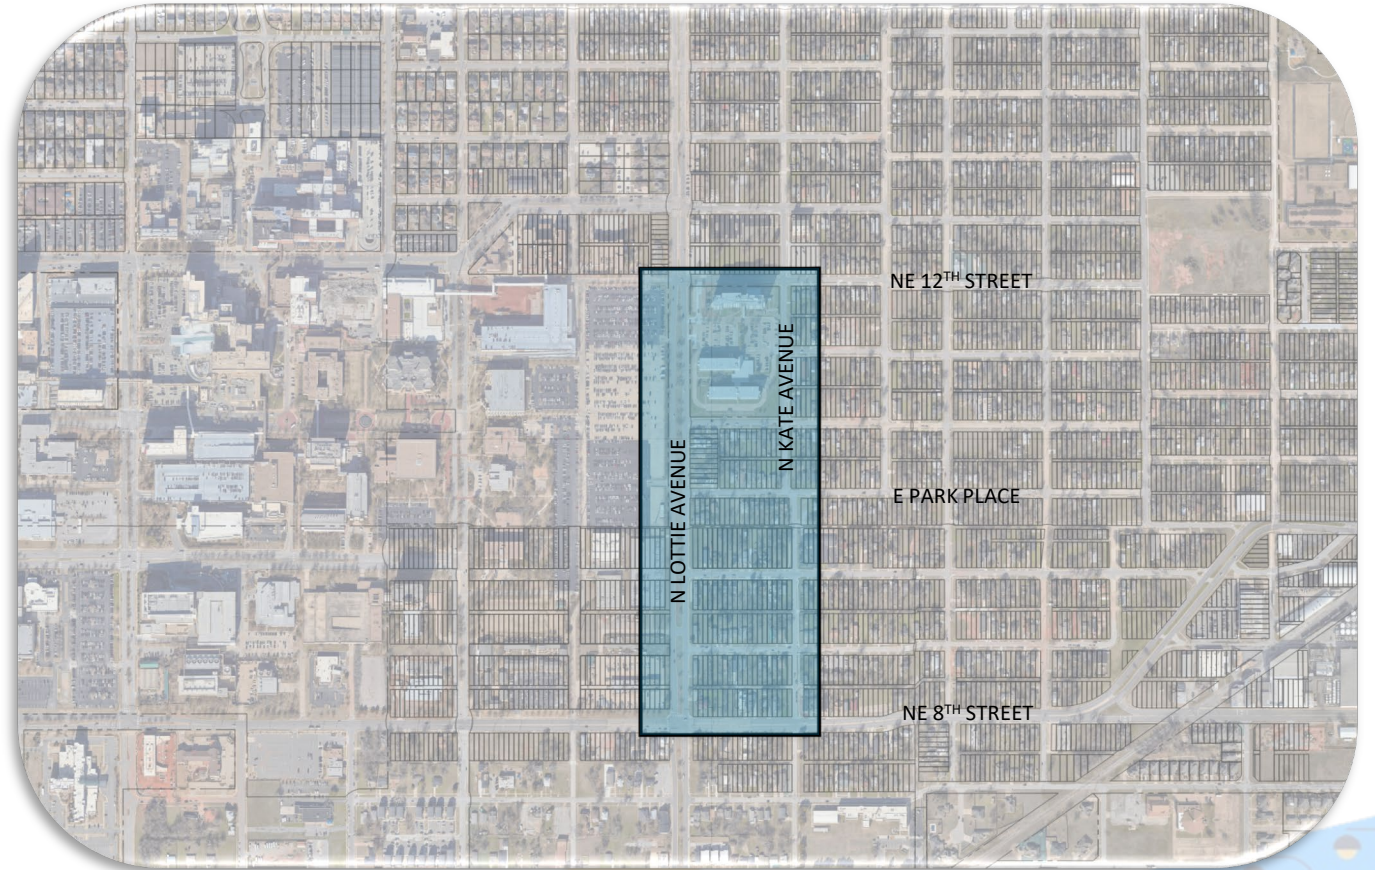 NE 12TH STREET
N KATE AVENUE
N LOTTIE AVENUE
E PARK PLACE
NE 8TH STREET